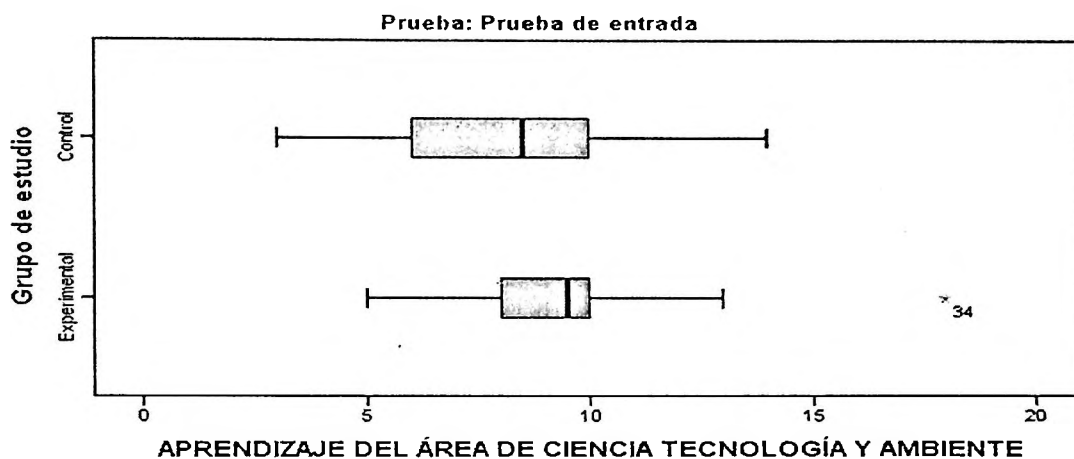 Prueba: Prueba de entrada
Grupo de estudio
Control
Experimental
34
0 5 10 15 20
APRENDIZAJE DEL ÁREA DE CIENCIA TECNOLOGÍA Y AMBIENTE